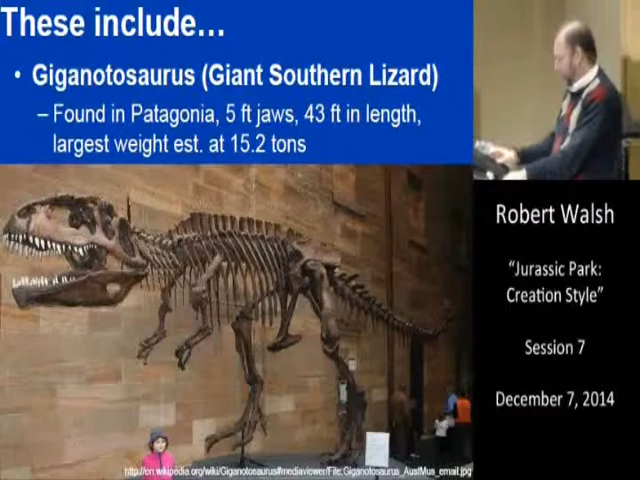 These include…
• Giganotosaurus (Giant Southern Lizard)
– Found in Patagonia, 5 ft jaws, 43 ft in length,
largest weight est. at 15.2 tons
Robert Walsh
“Jurassic Park:
Creation Style”
Session 7
December 7, 2014
http://en.wikipedia.org/wiki/Giganotosaurus#mediaviewer/File:Giganotosaurus_AustMus_email.jpg